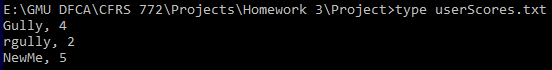 E:\GMU DFCA\CFRS 772\Projects\Homework 3\Project>type userScores.txt
Gully, 4
rgully, 2
NewMe, 5